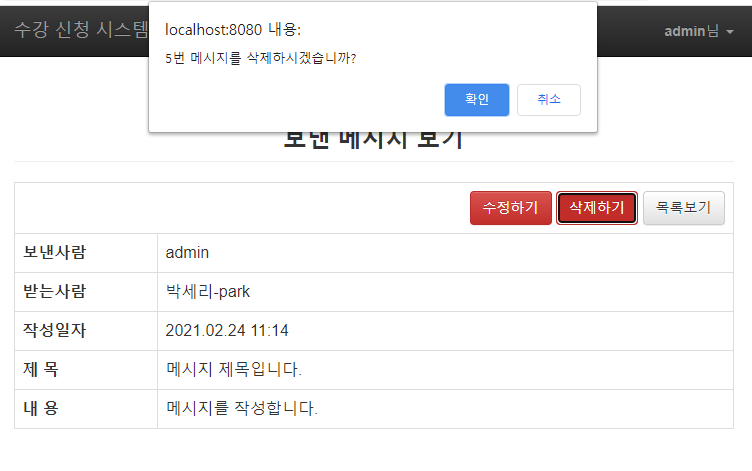 수강 신청 시스템
localhost:8080 내용:
5번 메시지를 삭제하시겠습니까?
확인 취소
admin님
보낸 메시지 보기
수정하기 삭제하기 목록보기
보낸사람 admin
받는사람 박세리-park
작성일자 2021.02.24 11:14
제 목 메시지 제목입니다.
내 용 메시지를 작성합니다.